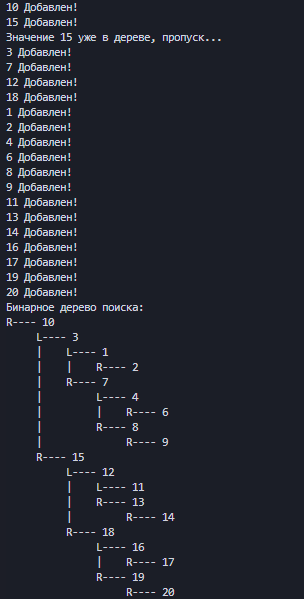 10 Добавлен!
15 Добавлен!
Значение 15 уже в дереве, пропуск...
3 Добавлен!
7 Добавлен!
12 Добавлен!
18 Добавлен!
1 Добавлен!
2 Добавлен!
4 Добавлен!
6 Добавлен!
8 Добавлен!
9 Добавлен!
11 Добавлен!
13 Добавлен!
14 Добавлен!
16 Добавлен!
17 Добавлен!
19 Добавлен!
20 Добавлен!
Бинарное дерево поиска:
R---- 10
     L---- 3
     |    L---- 1
     |    |    R---- 2
     |    R---- 7
     |         L---- 4
     |         |    R---- 6
     |         R---- 8
     |              R---- 9
     R---- 15
          L---- 12
          |    L---- 11
          |    R---- 13
          |         R---- 14
          R---- 18
               L---- 16
               |    R---- 17
               R---- 19
                    R---- 20